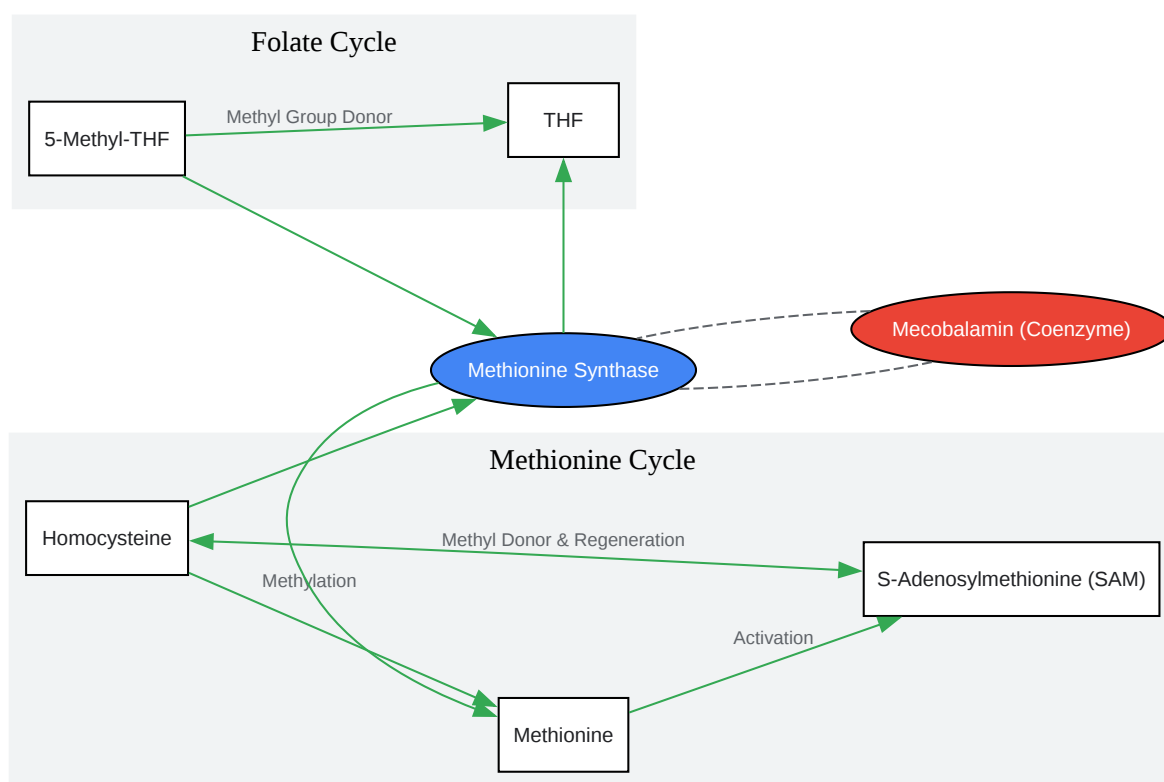 Folate Cycle
Methyl Group Donor
THF
5-Methyl-THF
Mecobalamin (Coenzyme)
Methionine Synthase
Methionine Cycle
Homocysteine
Methyl Donor & Regeneration
S-Adenosylmethionine (SAM)
Methylation
Activation
Methionine